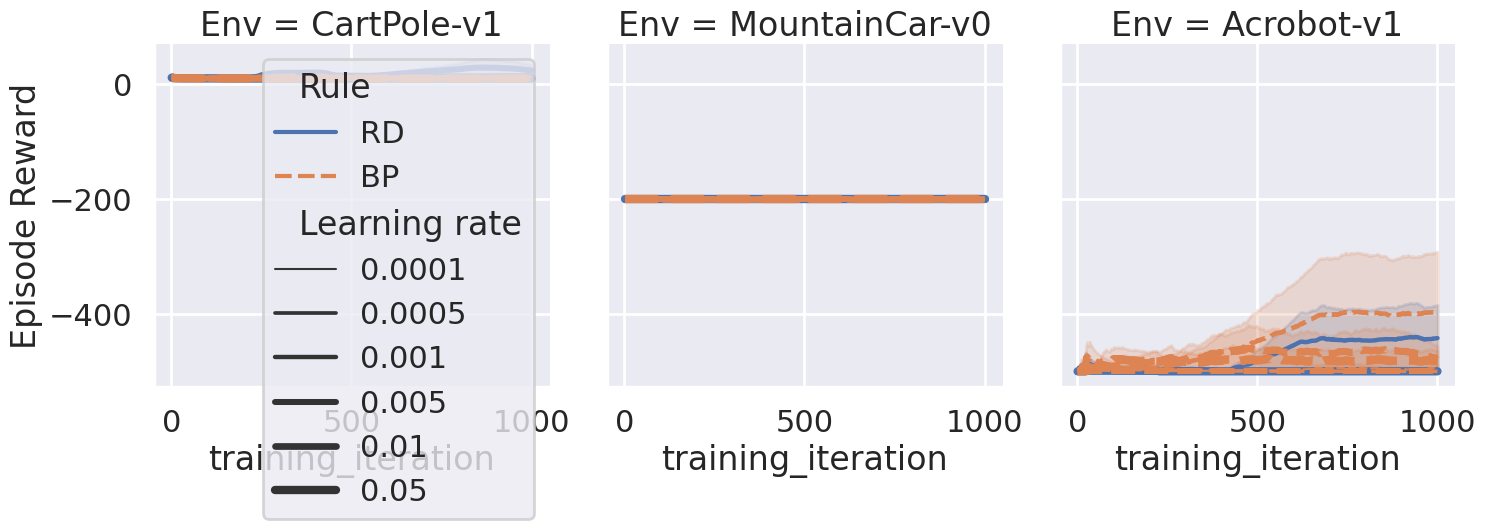 Env = CartPole-v1
Env = MountainCar-v0
Env = Acrobot-v1
Episode Reward
0
−200
−400
Rule
RD
BP
Learning rate
0.0001
0.0005
0.001
0.005
0.01
0.05
0 500 1000
0 500 1000
0 500 1000
training_iteration
training_iteration
training_iteration